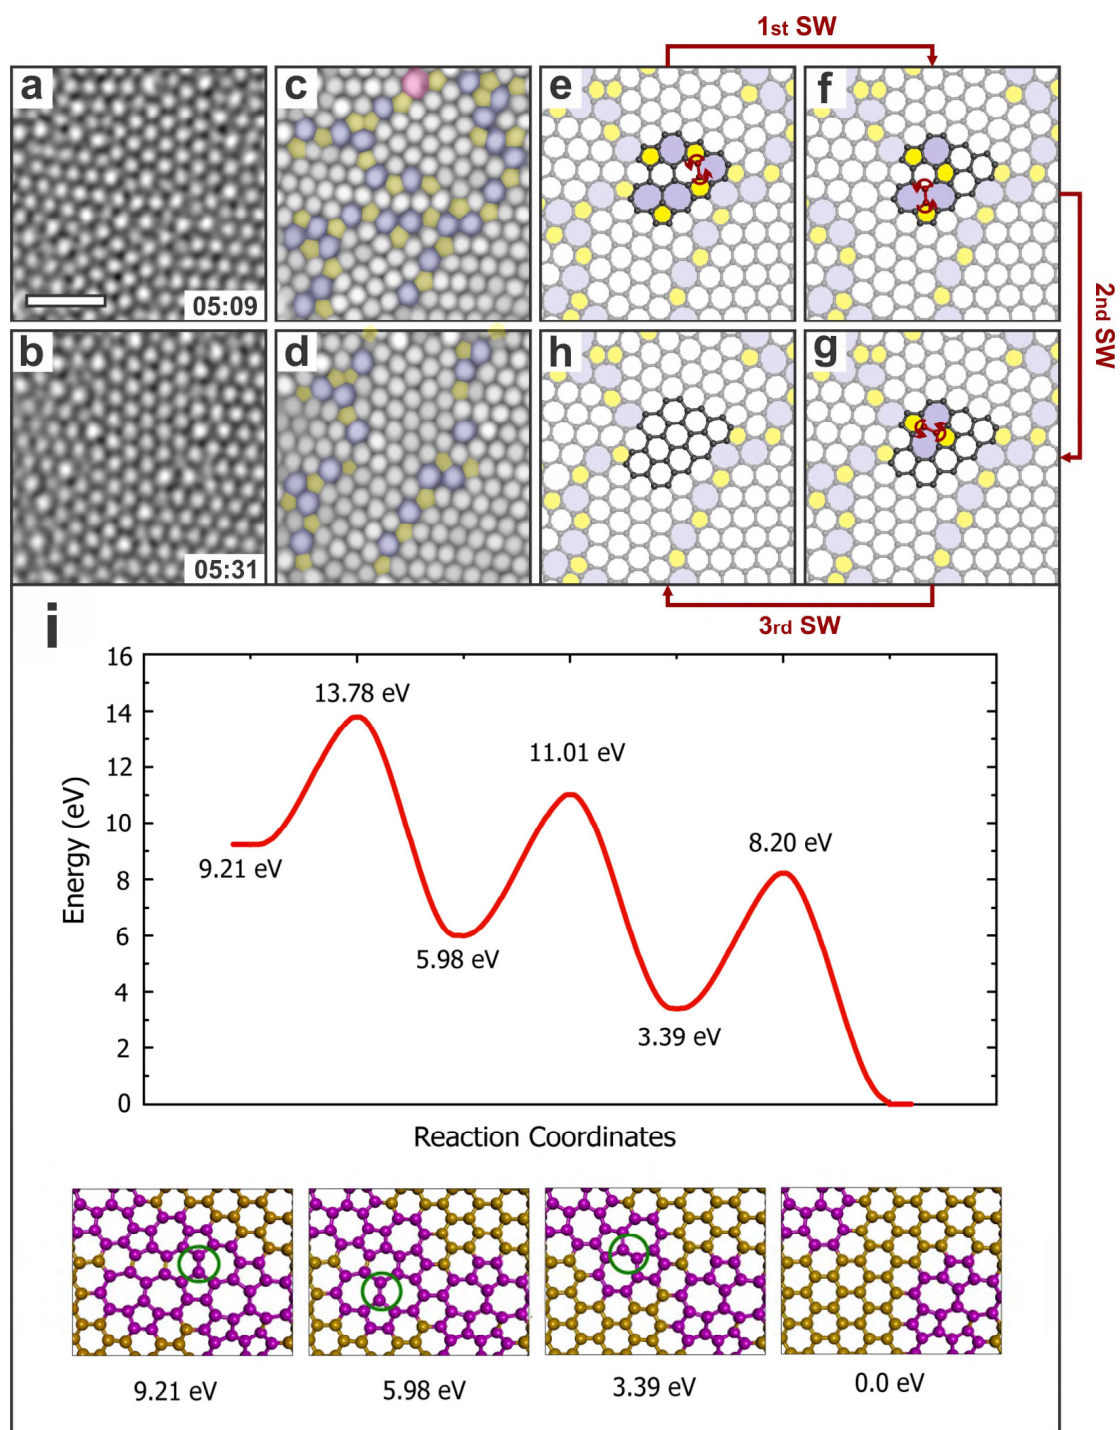 1st SW
a
c
e
f
05:09
2nd SW
b
d
h
g
05:31
3rd SW
i
16
14
12
10
8
6
4
2
0
Energy (eV)
13.78 eV
11.01 eV
8.20 eV
9.21 eV
5.98 eV
3.39 eV
Reaction Coordinates
9.21 eV
5.98 eV
3.39 eV
0.0 eV